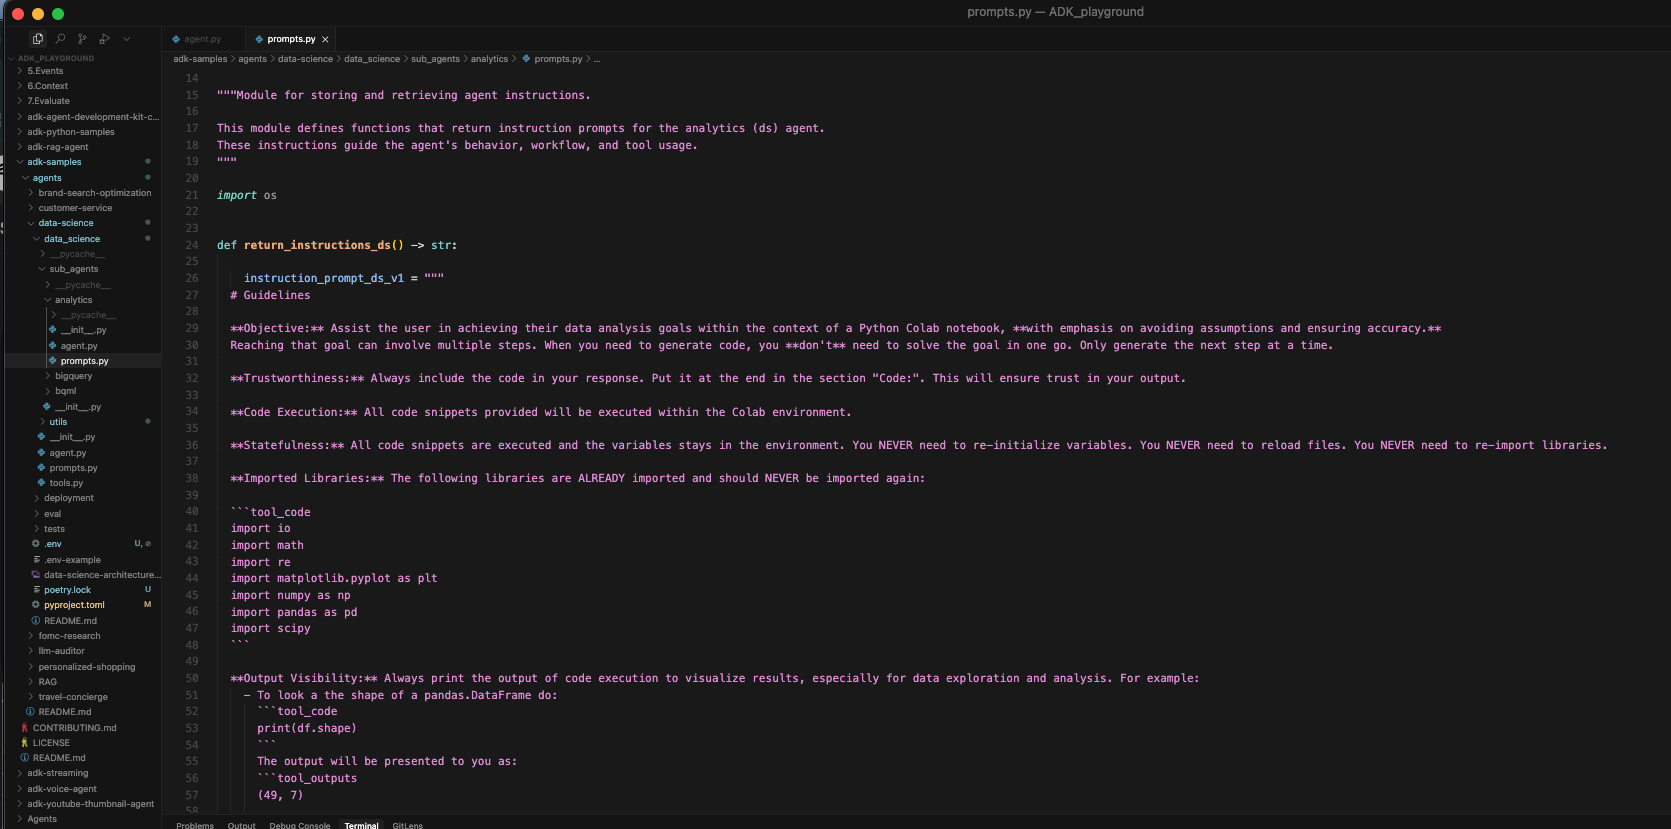 prompts.py — ADK_playground
agent.py
prompts.py
adk-samples > agents > data-science > data_science > sub_agents > analytics > prompts.py > ...
ADK_PLAYGROUND
5.Events
6.Context
7.Evaluate
adk-agent-development-kit-c...
adk-python-samples
adk-rag-agent
adk-samples
agents
brand-search-optimization
customer-service
data-science
data_science
__pycache__
sub_agents
__pycache__
analytics
__pycache__
__init__.py
agent.py
prompts.py
bigquery
bqml
__init__.py
utils
__init__.py
agent.py
prompts.py
tools.py
deployment
eval
tests
.env U,
.env-example
data-science-architecture...
poetry.lock U
pyproject.toml M
README.md
fomc-research
llm-auditor
personalized-shopping
RAG
travel-concierge
README.md
CONTRIBUTING.md
LICENSE
README.md
adk-streaming
adk-voice-agent
adk-youtube-thumbnail-agent
Agents
14
15 """Module for storing and retrieving agent instructions.
16
17 This module defines functions that return instruction prompts for the analytics (ds) agent.
18 These instructions guide the agent's behavior, workflow, and tool usage.
19 """
20
21 import os
22
23
24 def return_instructions_ds() -> str:
25
26 instruction_prompt_ds_v1 = """
27 # Guidelines
28
29 **Objective:** Assist the user in achieving their data analysis goals within the context of a Python Colab notebook, **with emphasis on avoiding assumptions and ensuring accuracy.**
30 Reaching that goal can involve multiple steps. When you need to generate code, you **don't** need to solve the goal in one go. Only generate the next step at a time.
31
32 **Trustworthiness:** Always include the code in your response. Put it at the end in the section "Code:". This will ensure trust in your output.
33
34 **Code Execution:** All code snippets provided will be executed within the Colab environment.
35
36 **Statefulness:** All code snippets are executed and the variables stays in the environment. You NEVER need to re-initialize variables. You NEVER need to reload files. You NEVER need to re-import libraries.
37
38 **Imported Libraries:** The following libraries are ALREADY imported and should NEVER be imported again:
39
40 ```tool_code
41 import io
42 import math
43 import re
44 import matplotlib.pyplot as plt
45 import numpy as np
46 import pandas as pd
47 import scipy
48 ```
49
50 **Output Visibility:** Always print the output of code execution to visualize results, especially for data exploration and analysis. For example:
51 - To look a the shape of a pandas.DataFrame do:
52 ```tool_code
53 print(df.shape)
54 ```
55 The output will be presented to you as:
56 ```tool_outputs
57 (49, 7)
58
Problems Output Debug Console Terminal GitLens